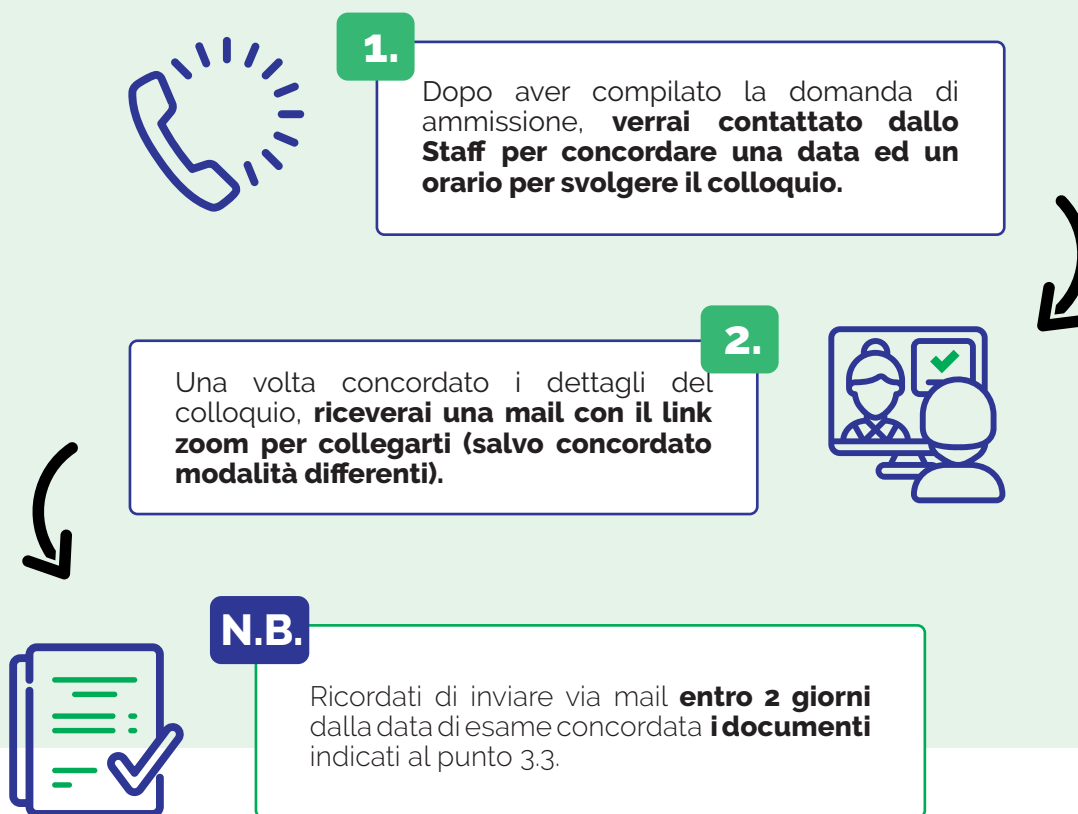 1.
Dopo aver compilato la domanda di
ammissione, verrai contattato dallo
Staff per concordare una data ed un
orario per svolgere il colloquio.
2.
Una volta concordato i dettagli del
colloquio, riceverai una mail con il link
zoom per collegarti (salvo concordato
modalità differenti).
N.B.
Ricordati di inviare via mail entro 2 giorni
dalla data di esame concordata i documenti
indicati al punto 3.3.